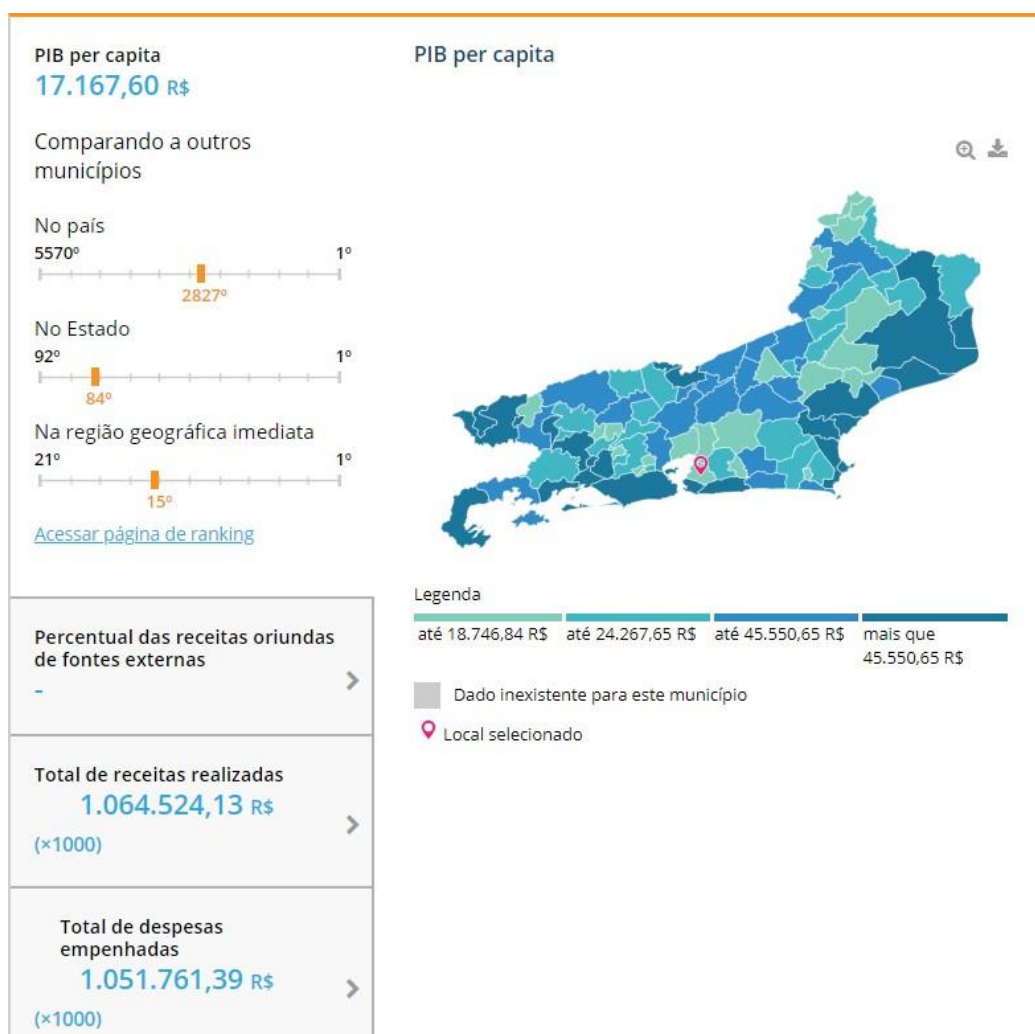 PIB per capita
17.167,60 R$
Comparando a outros
municípios
No país
5570º 1º
2827º
No Estado
92º 1º
84º
Na região geográfica imediata
21º 1º
15º
Acessar página de ranking
Percentual das receitas oriundas
de fontes externas
-
Total de receitas realizadas
1.064.524,13 R$
(×1000)
Total de despesas
empenhadas
1.051.761,39 R$
(×1000)
PIB per capita
Legenda
até 18.746,84 R$ até 24.267,65 R$ até 45.550,65 R$ mais que
45.550,65 R$
Dado inexistente para este município
Local selecionado